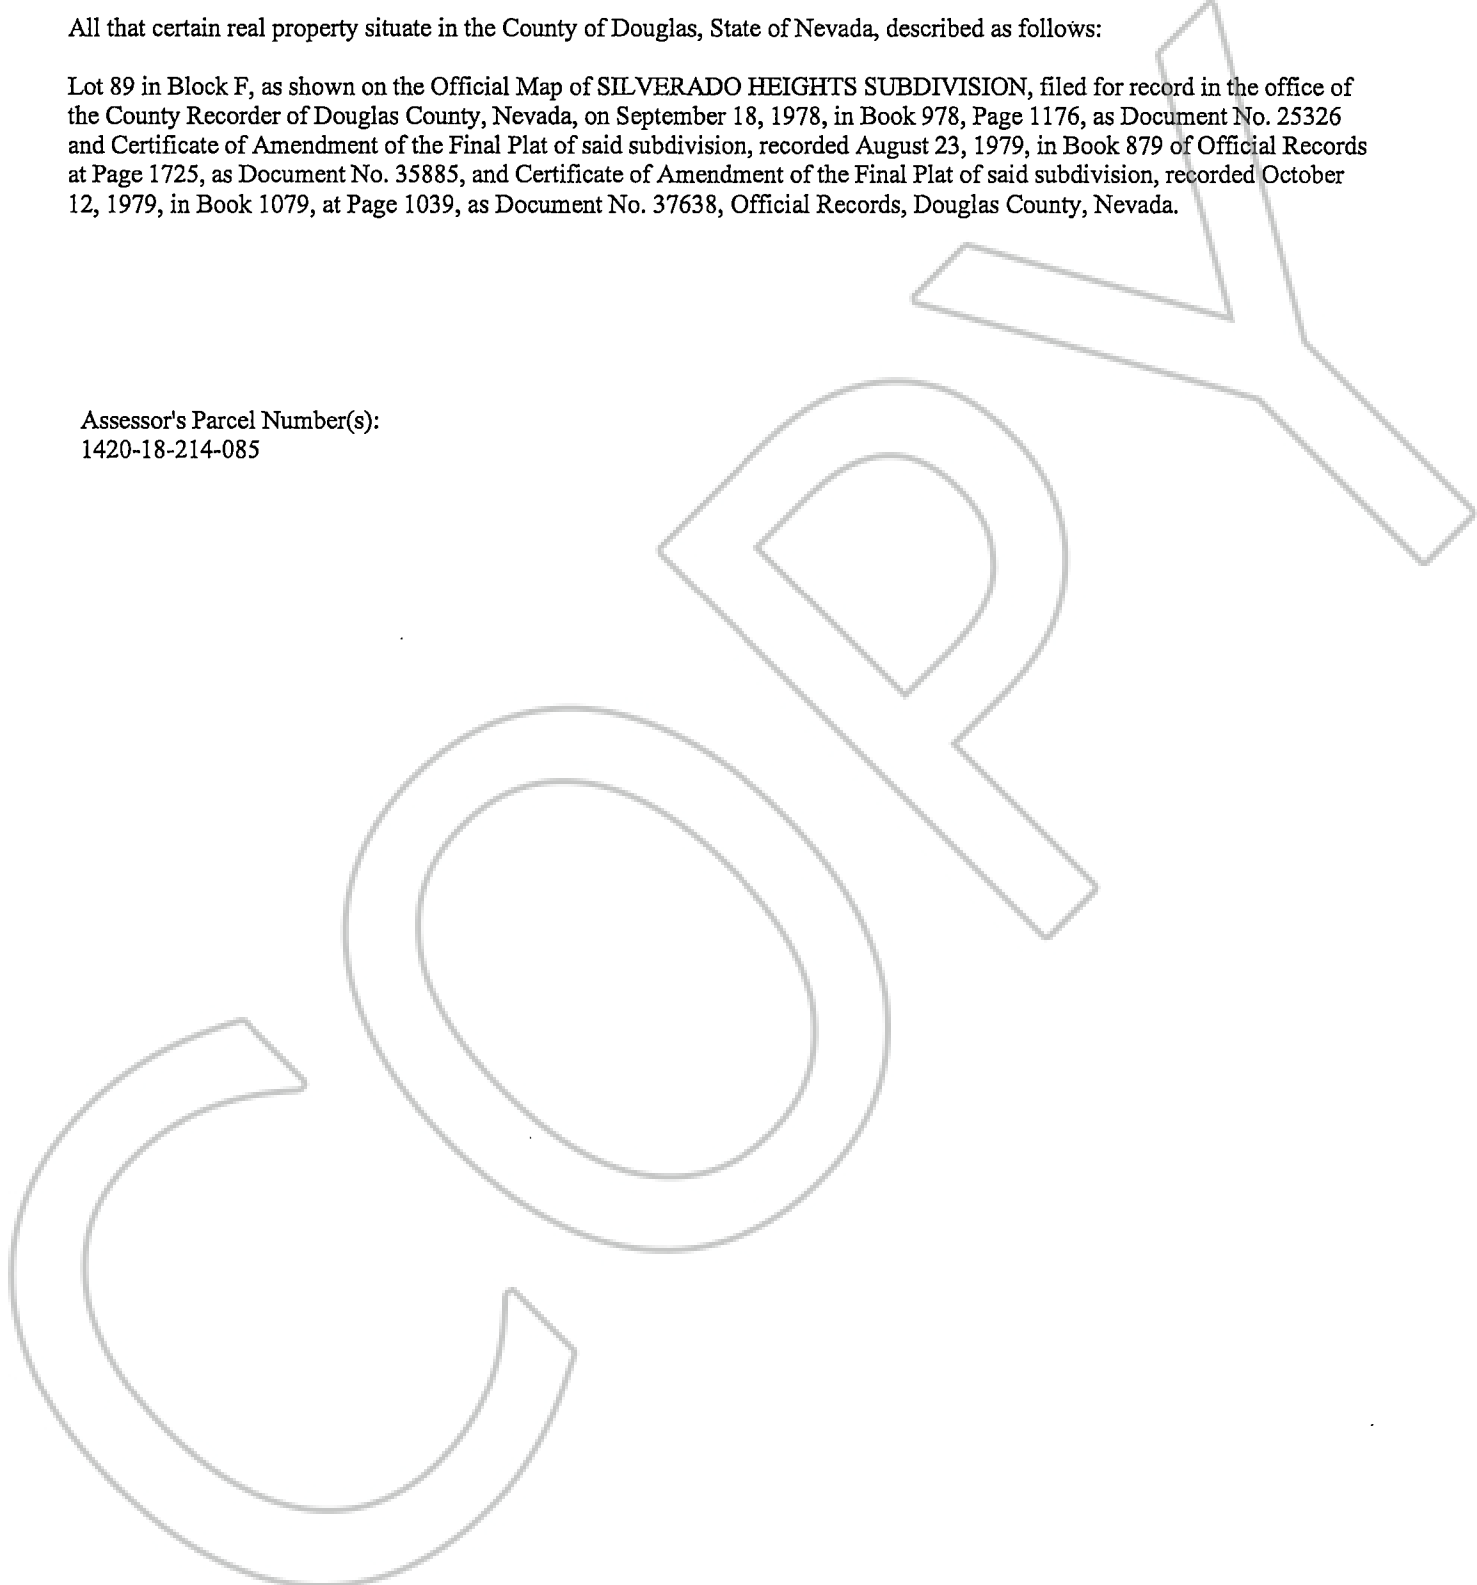 All that certain real property situate in the County of Douglas, State of Nevada, described as follows:
Lot 89 in Block F, as shown on the Official Map of SILVERADO HEIGHTS SUBDIVISION, filed for record in the office of
the County Recorder of Douglas County, Nevada, on September 18, 1978, in Book 978, Page 1176, as Document No. 25326
and Certificate of Amendment of the Final Plat of said subdivision, recorded August 23, 1979, in Book 879 of Official Records
at Page 1725, as Document No. 35885, and Certificate of Amendment of the Final Plat of said subdivision, recorded October
12, 1979, in Book 1079, at Page 1039, as Document No. 37638, Official Records, Douglas County, Nevada.
Assessor's Parcel Number(s):
1420-18-214-085
COPY